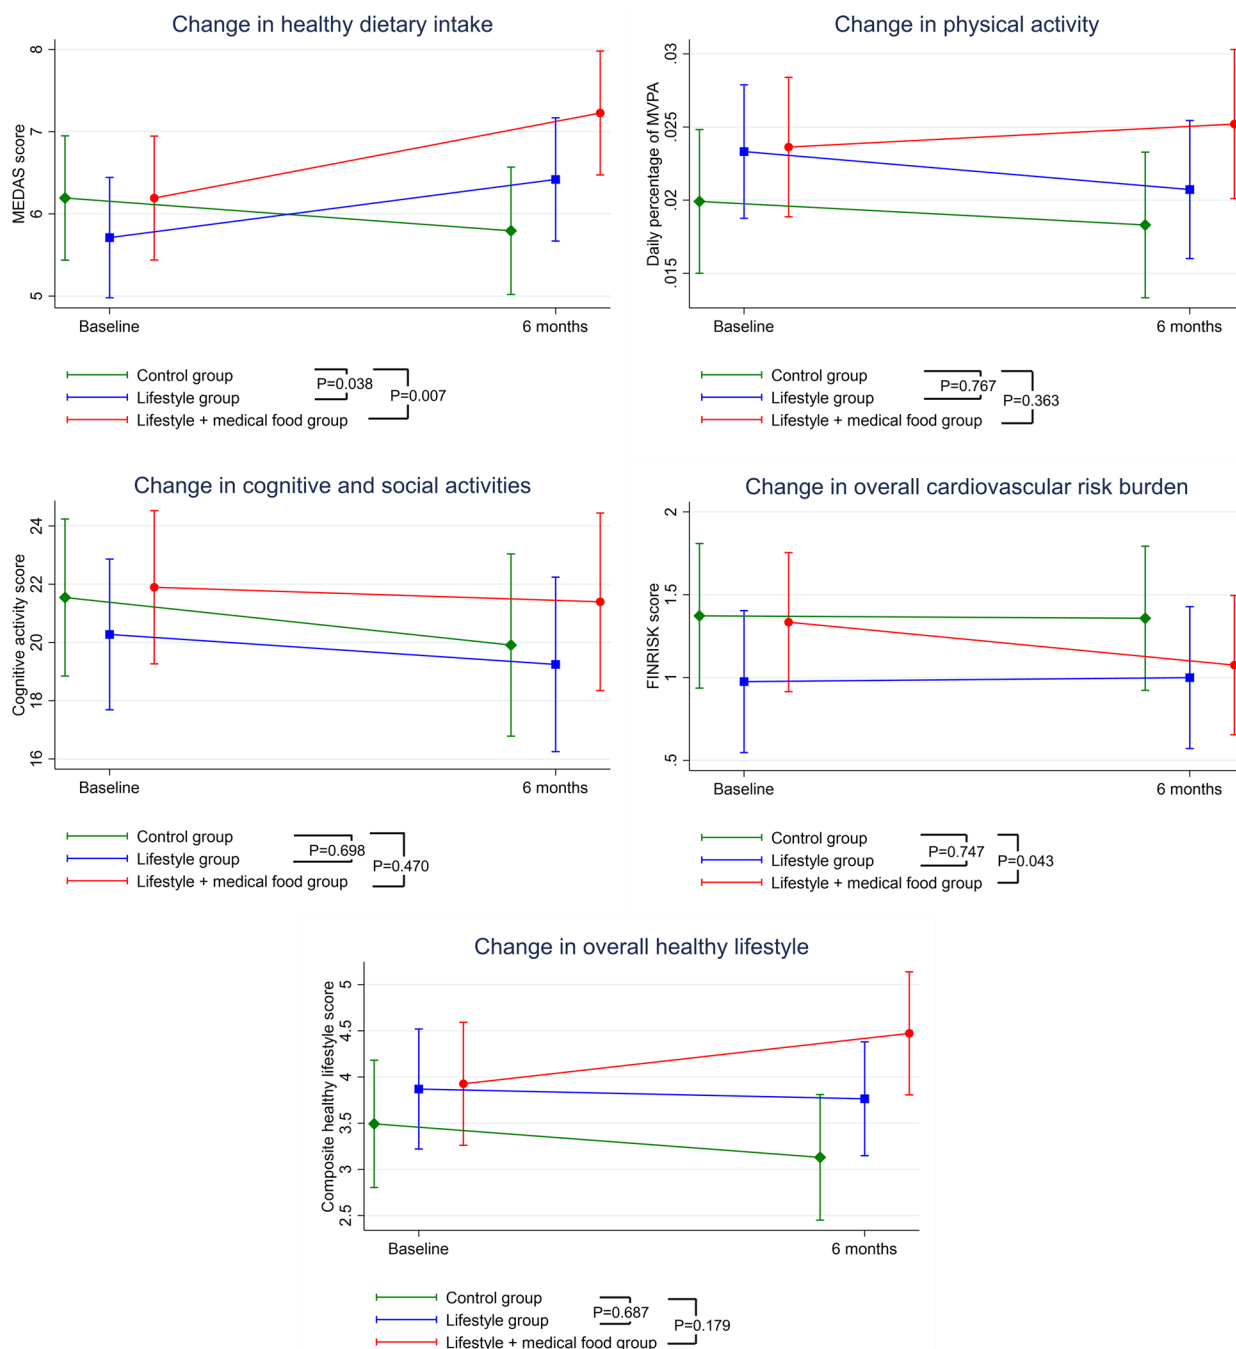 Change in healthy dietary intake
MEDAS score
8
7
6
5
Baseline
6 months
Control group
Lifestyle group
Lifestyle + medical food group
P=0.038
P=0.007
Change in physical activity
Daily percentage of MVPA
.03
.025
.02
.015
Baseline
6 months
Control group
Lifestyle group
Lifestyle + medical food group
P=0.767
P=0.363
Change in cognitive and social activities
Cognitive activity score
24
22
20
18
16
Baseline
6 months
Control group
Lifestyle group
Lifestyle + medical food group
P=0.698
P=0.470
Change in overall cardiovascular risk burden
FINRISK score
2
1.5
1
.5
Baseline
6 months
Control group
Lifestyle group
Lifestyle + medical food group
P=0.747
P=0.043
Change in overall healthy lifestyle
Composite healthy lifestyle score
5
4.5
4
3.5
3
2.5
Baseline
6 months
Control group
Lifestyle group
Lifestyle + medical food group
P=0.687
P=0.179